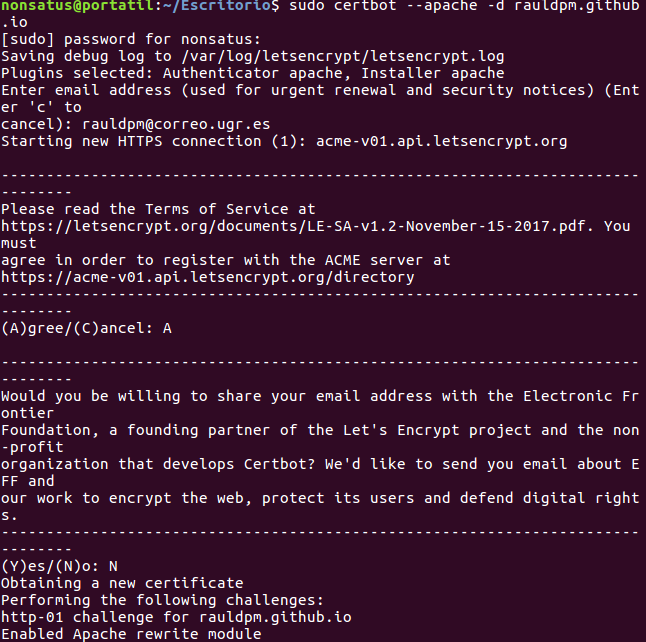 nonsatus@portatil:~/Escritorio$ sudo certbot --apache -d rauldpm.github
.io
[sudo] password for nonsatus:
Saving debug log to /var/log/letsencrypt/letsencrypt.log
Plugins selected: Authenticator apache, Installer apache
Enter email address (used for urgent renewal and security notices) (Ent
er 'c' to
cancel): rauldpm@correo.ugr.es
Starting new HTTPS connection (1): acme-v01.api.letsencrypt.org

-----------------------------------------------------------------------
--------
Please read the Terms of Service at
https://letsencrypt.org/documents/LE-SA-v1.2-November-15-2017.pdf. You
must
agree in order to register with the ACME server at
https://acme-v01.api.letsencrypt.org/directory
-----------------------------------------------------------------------
--------
(A)gree/(C)ancel: A

-----------------------------------------------------------------------
--------
Would you be willing to share your email address with the Electronic Fr
ontier
Foundation, a founding partner of the Let's Encrypt project and the non
-profit
organization that develops Certbot? We'd like to send you email about E
FF and
our work to encrypt the web, protect its users and defend digital right
s.
-----------------------------------------------------------------------
--------
(Y)es/(N)o: N
Obtaining a new certificate
Performing the following challenges:
http-01 challenge for rauldpm.github.io
Enabled Apache rewrite module